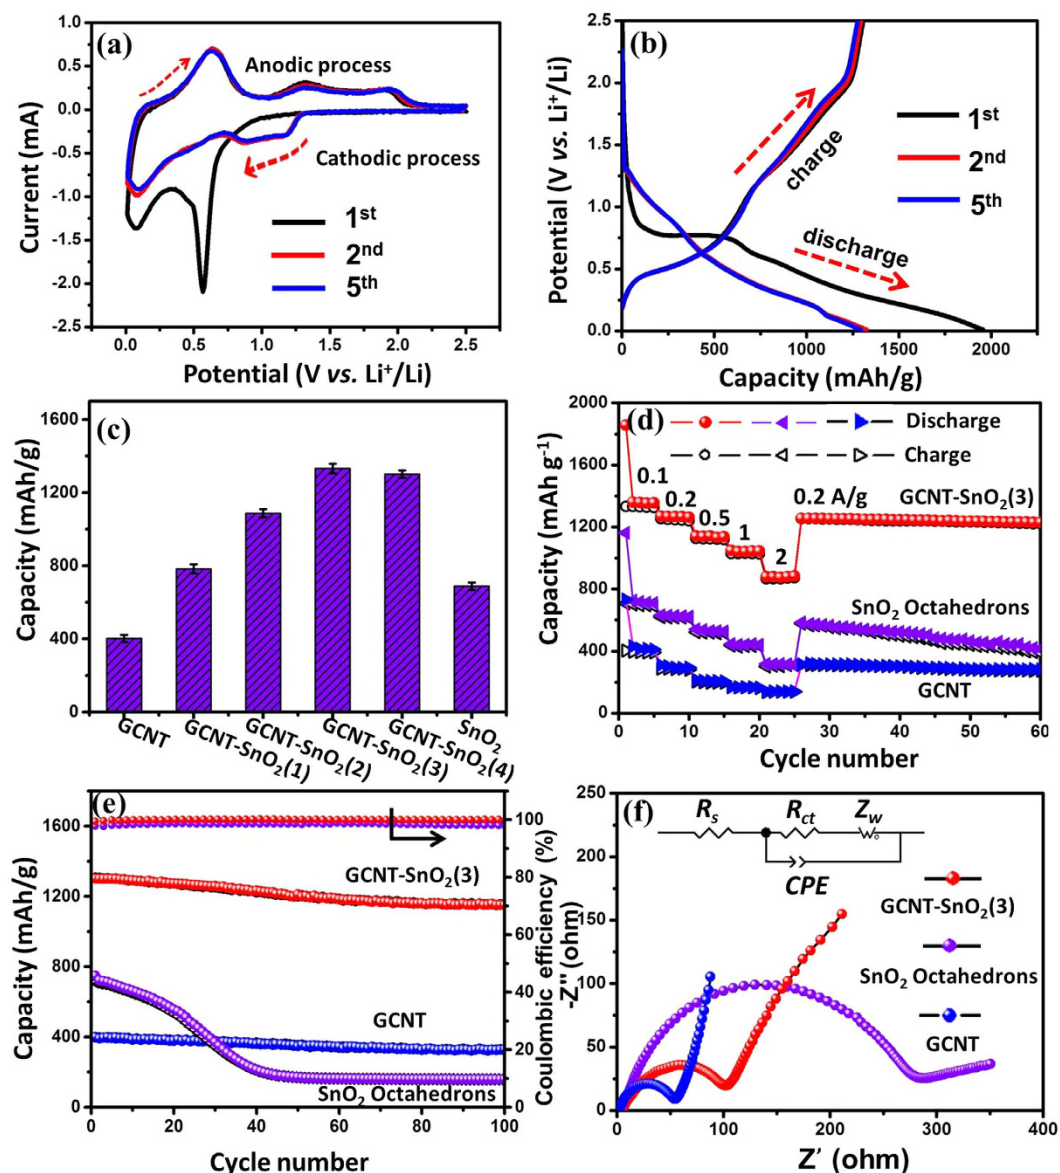 (a)
Anodic process
Cathodic process
1st
2nd
5th
Current (mA)
1.0
0.5
0.0
-0.5
-1.0
-1.5
-2.0
-2.5
0.0 0.5 1.0 1.5 2.0 2.5
Potential (V vs. Li⁺/Li)
(b)
charge
discharge
1st
2nd
5th
Potential (V vs. Li⁺/Li)
2.5
2.0
1.5
1.0
0.5
0.0
0 500 1000 1500 2000
Capacity (mAh/g)
(c)
Capacity (mAh/g)
1600
1200
800
400
0
GCNT
GCNT-SnO₂(1)
GCNT-SnO₂(2)
GCNT-SnO₂(3)
GCNT-SnO₂(4)
SnO₂
(d)
Discharge
Charge
0.1
0.2
0.5
1
2
0.2 A/g
GCNT-SnO₂(3)
SnO₂ Octahedrons
GCNT
Capacity (mAh g⁻¹)
2000
1600
1200
800
400
0
0 10 20 30 40 50 60
Cycle number
(e)
GCNT-SnO₂(3)
GCNT
SnO₂ Octahedrons
Capacity (mAh/g)
1600
1200
800
400
0
0 20 40 60 80 100
Cycle number
100
80
60
40
20
0
Coulombic efficiency (%)
(f)
Rs
Rct
Zw
CPE
GCNT-SnO₂(3)
SnO₂ Octahedrons
GCNT
-Z'' (ohm)
250
200
150
100
50
0
0 100 200 300 400
Z' (ohm)